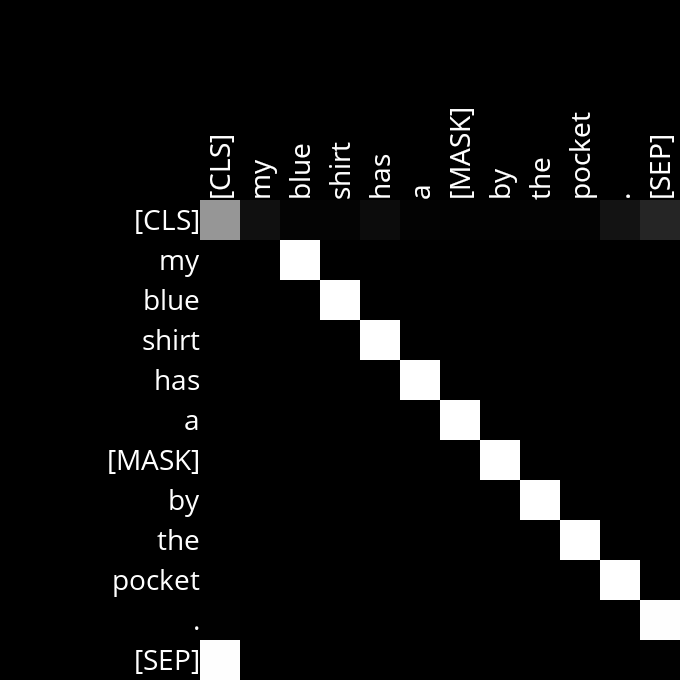 [CLS] my blue shirt has a [MASK] by the pocket . [SEP]
[CLS]
my
blue
shirt
has
a
[MASK]
by
the
pocket
.
[SEP]